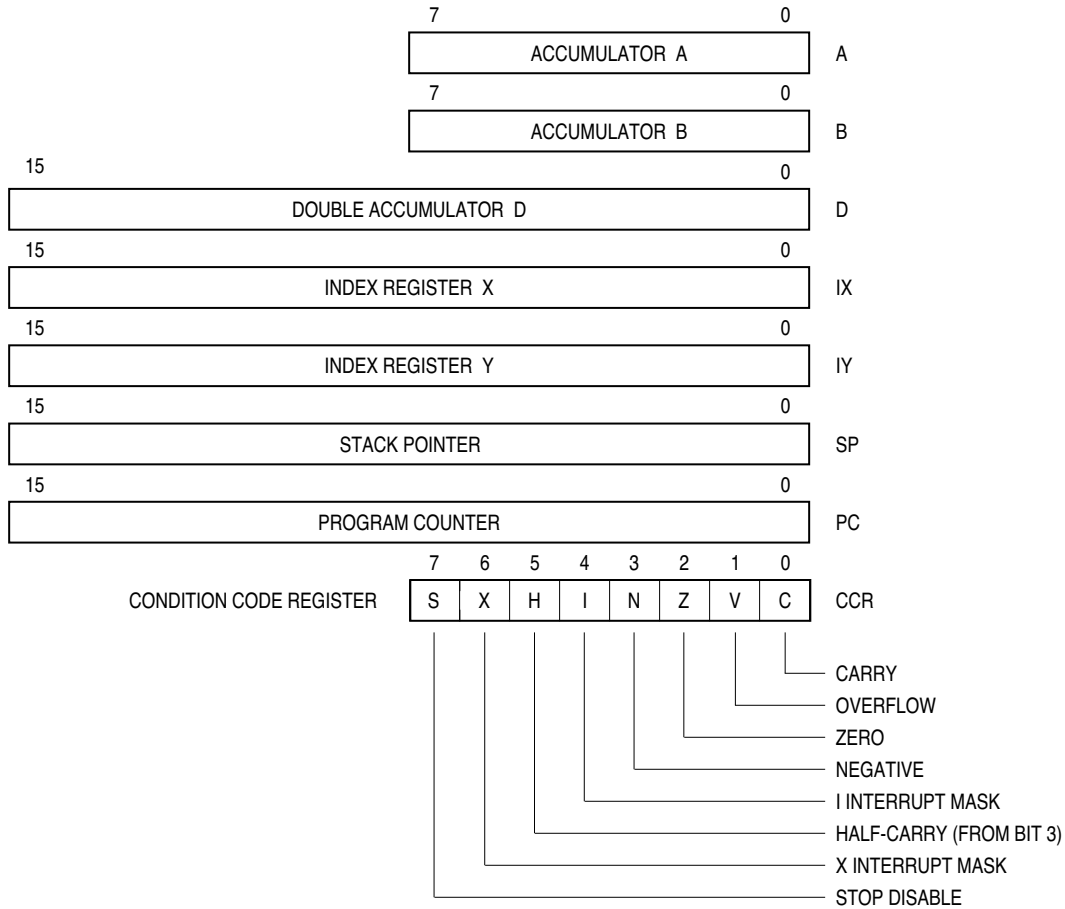 7 0
ACCUMULATOR A A
7 0
ACCUMULATOR B B
15 0
DOUBLE ACCUMULATOR D D
15 0
INDEX REGISTER X IX
15 0
INDEX REGISTER Y IY
15 0
STACK POINTER SP
15 0
PROGRAM COUNTER PC
7 6 5 4 3 2 1 0
CONDITION CODE REGISTER S X H I N Z V C CCR
CARRY
OVERFLOW
ZERO
NEGATIVE
I INTERRUPT MASK
HALF-CARRY (FROM BIT 3)
X INTERRUPT MASK
STOP DISABLE